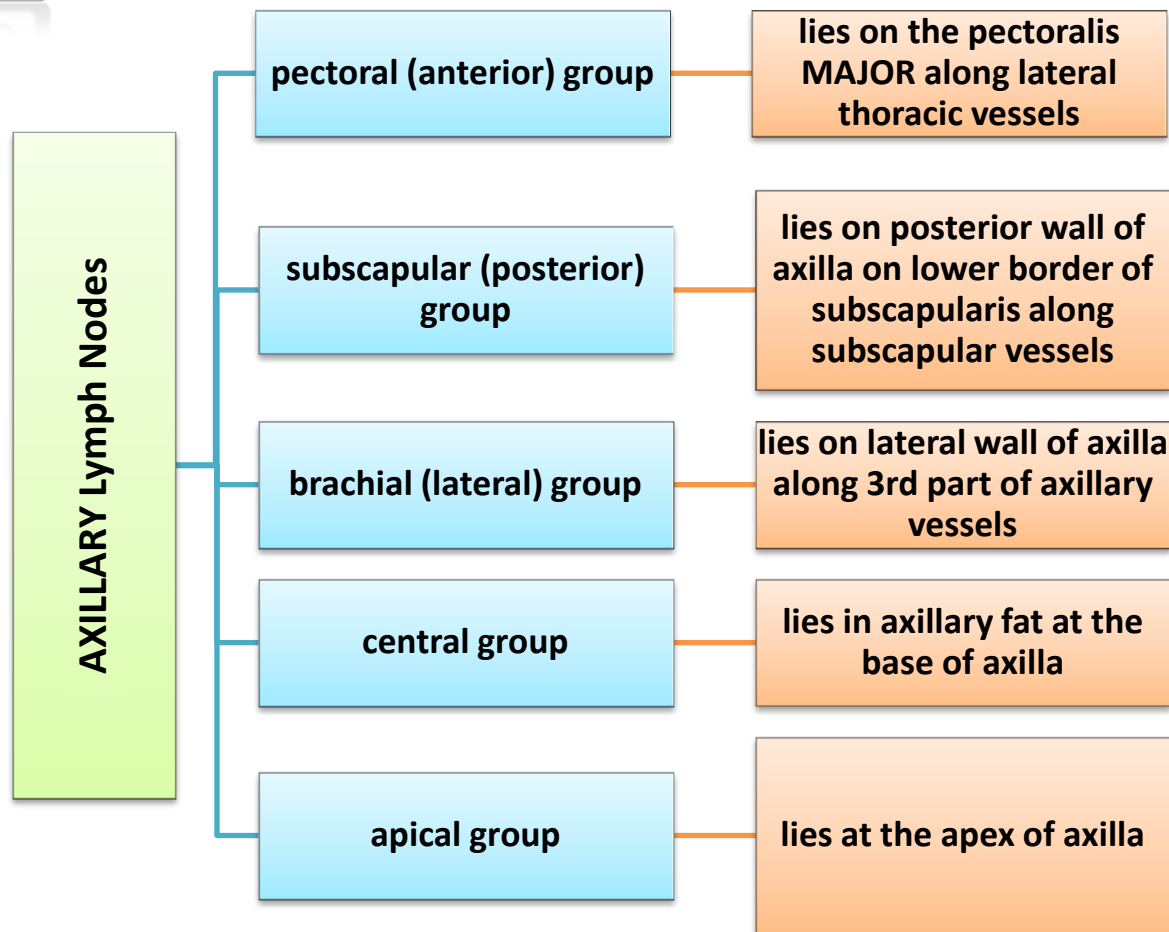 AXILLARY Lymph Nodes
pectoral (anterior) group
lies on the pectoralis
MAJOR along lateral
thoracic vessels
subscapular (posterior)
group
lies on posterior wall of
axilla on lower border of
subscapularis along
subscapular vessels
brachial (lateral) group
lies on lateral wall of axilla
along 3rd part of axillary
vessels
central group
lies in axillary fat at the
base of axilla
apical group
lies at the apex of axilla